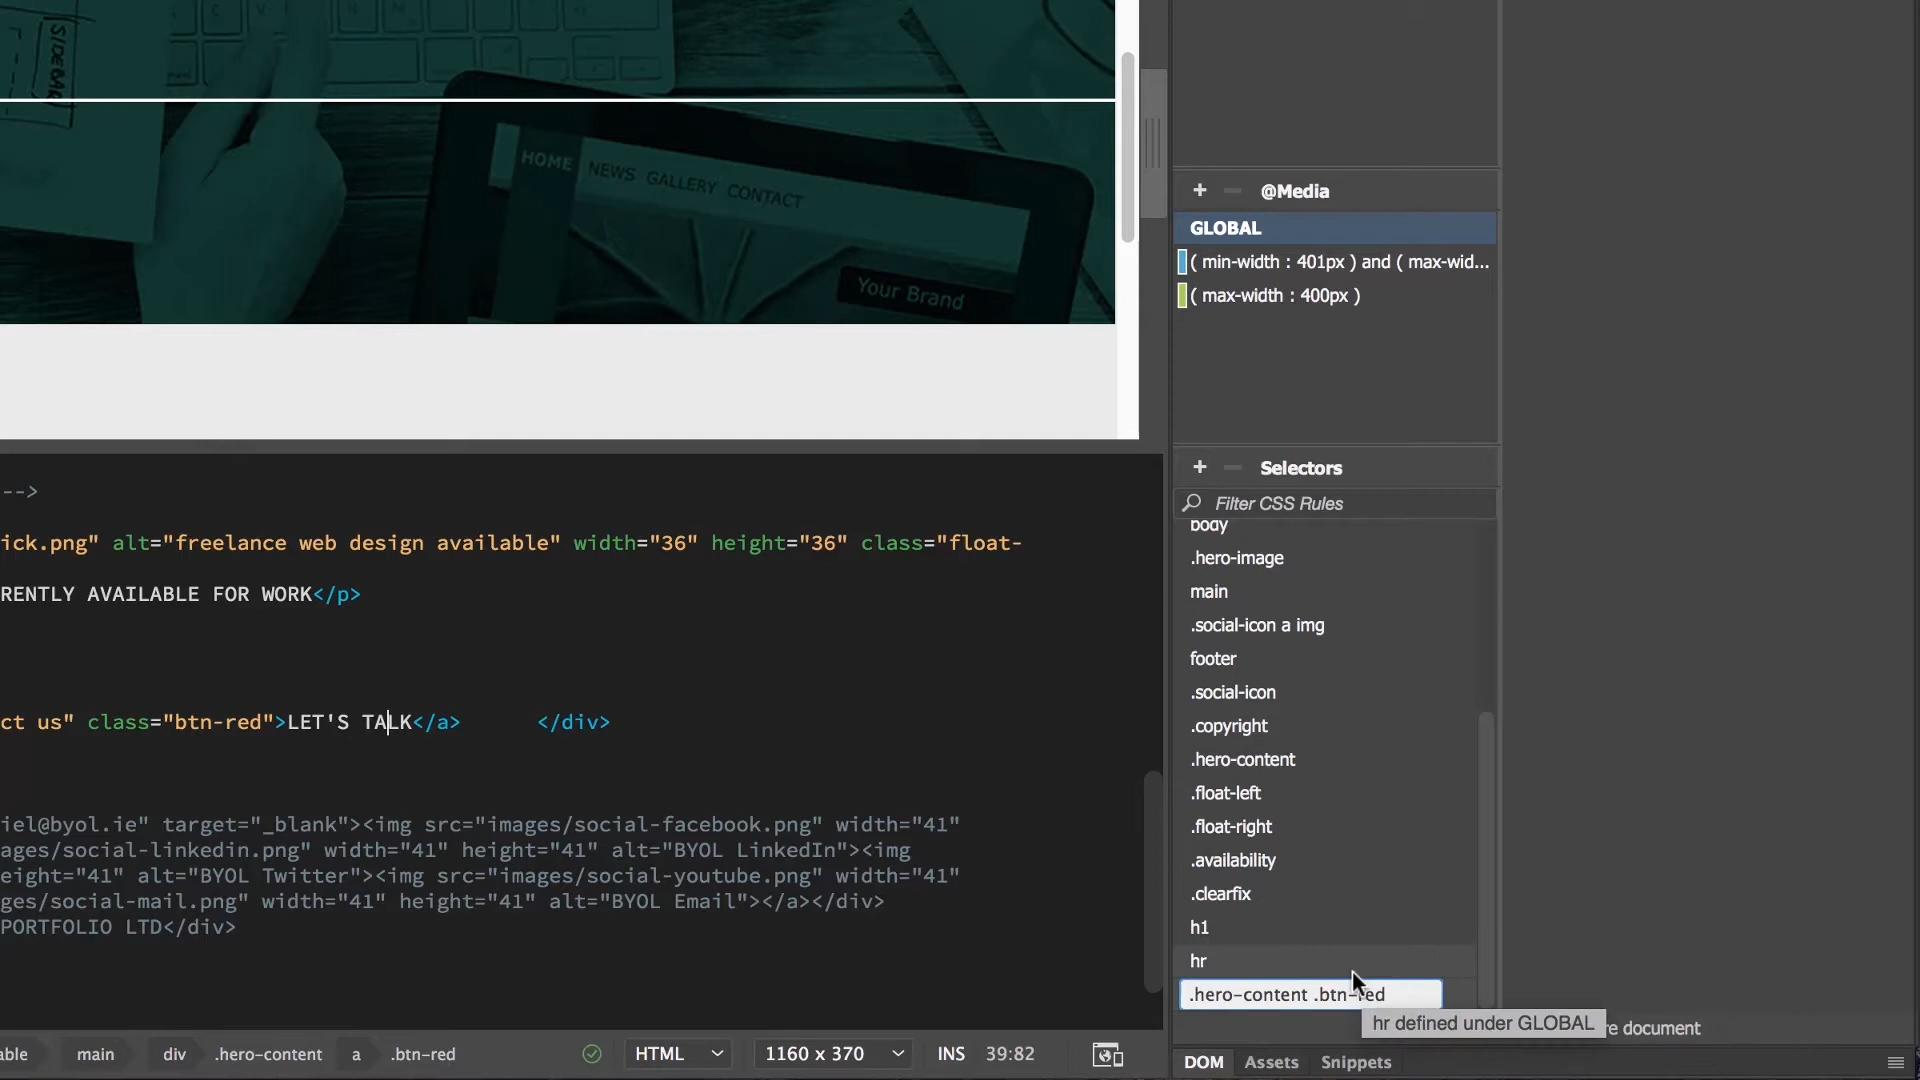 SIDEBAR
HOME NEWS GALLERY CONTACT
Your Brand
+ — @Media
GLOBAL
( min-width : 401px ) and ( max-wid...
( max-width : 400px )
+ — Selectors
Filter CSS Rules
body
.hero-image
main
.social-icon a img
footer
.social-icon
.copyright
.hero-content
.float-left
.float-right
.availability
.clearfix
h1
hr
.hero-content .btn-red
hr defined under GLOBAL
re document
DOM Assets Snippets
-->
ick.png" alt="freelance web design available" width="36" height="36" class="float-
RENTLY AVAILABLE FOR WORK</p>
ct us" class="btn-red">LET'S TALK</a> </div>
iel@byol.ie" target="_blank"><img src="images/social-facebook.png" width="41"
ages/social-linkedin.png" width="41" height="41" alt="BYOL LinkedIn"><img
eight="41" alt="BYOL Twitter"><img src="images/social-youtube.png" width="41"
ges/social-mail.png" width="41" height="41" alt="BYOL Email"></a></div>
PORTFOLIO LTD</div>
able main div .hero-content a .btn-red HTML 1160 x 370 INS 39:82